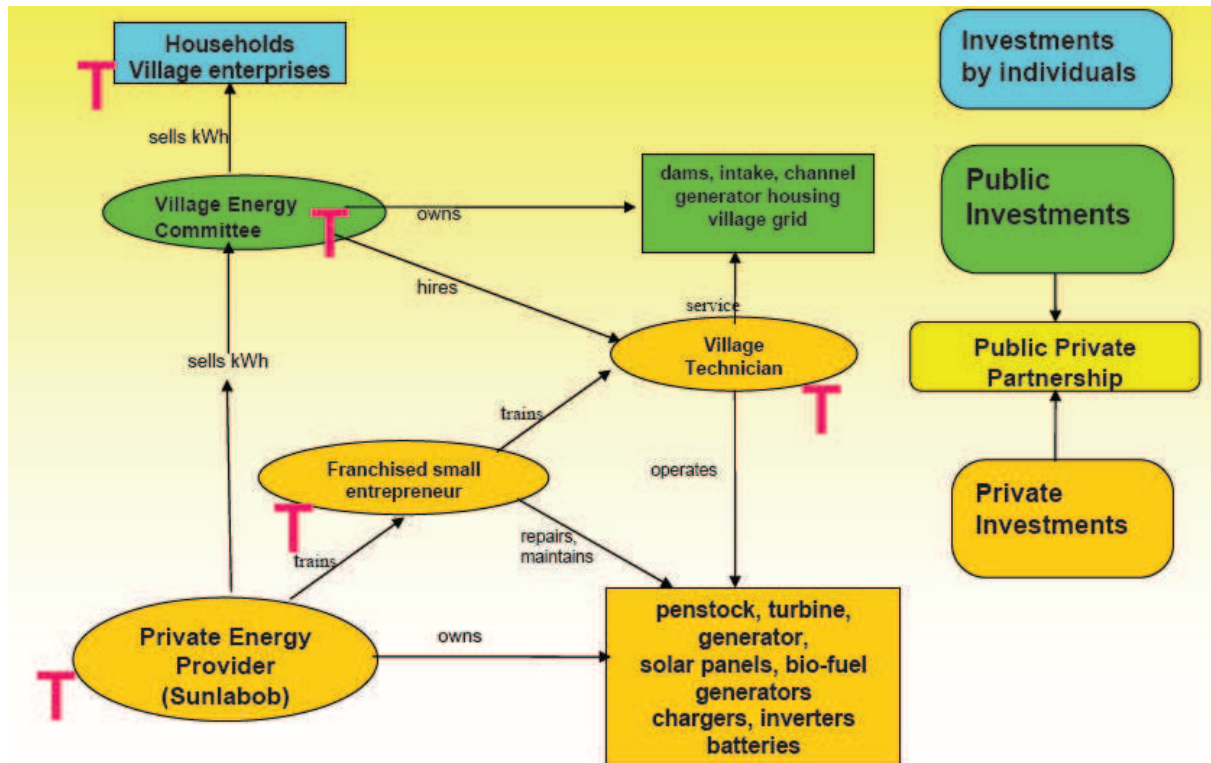 Households
Village enterprises
T
Investments
by individuals
sells kWh
dams, intake, channel
generator housing
village grid
Public
Investments
Village Energy
Committee
T
owns
hires
service
Village
Technician
T
Public Private
Partnership
sells kWh
trains
Franchised small
entrepreneur
T
operates
Private
Investments
repairs,
maintains
trains
Private Energy
Provider
(Sunlabob)
T
owns
penstock, turbine,
generator,
solar panels, bio-fuel
generators
chargers, inverters
batteries